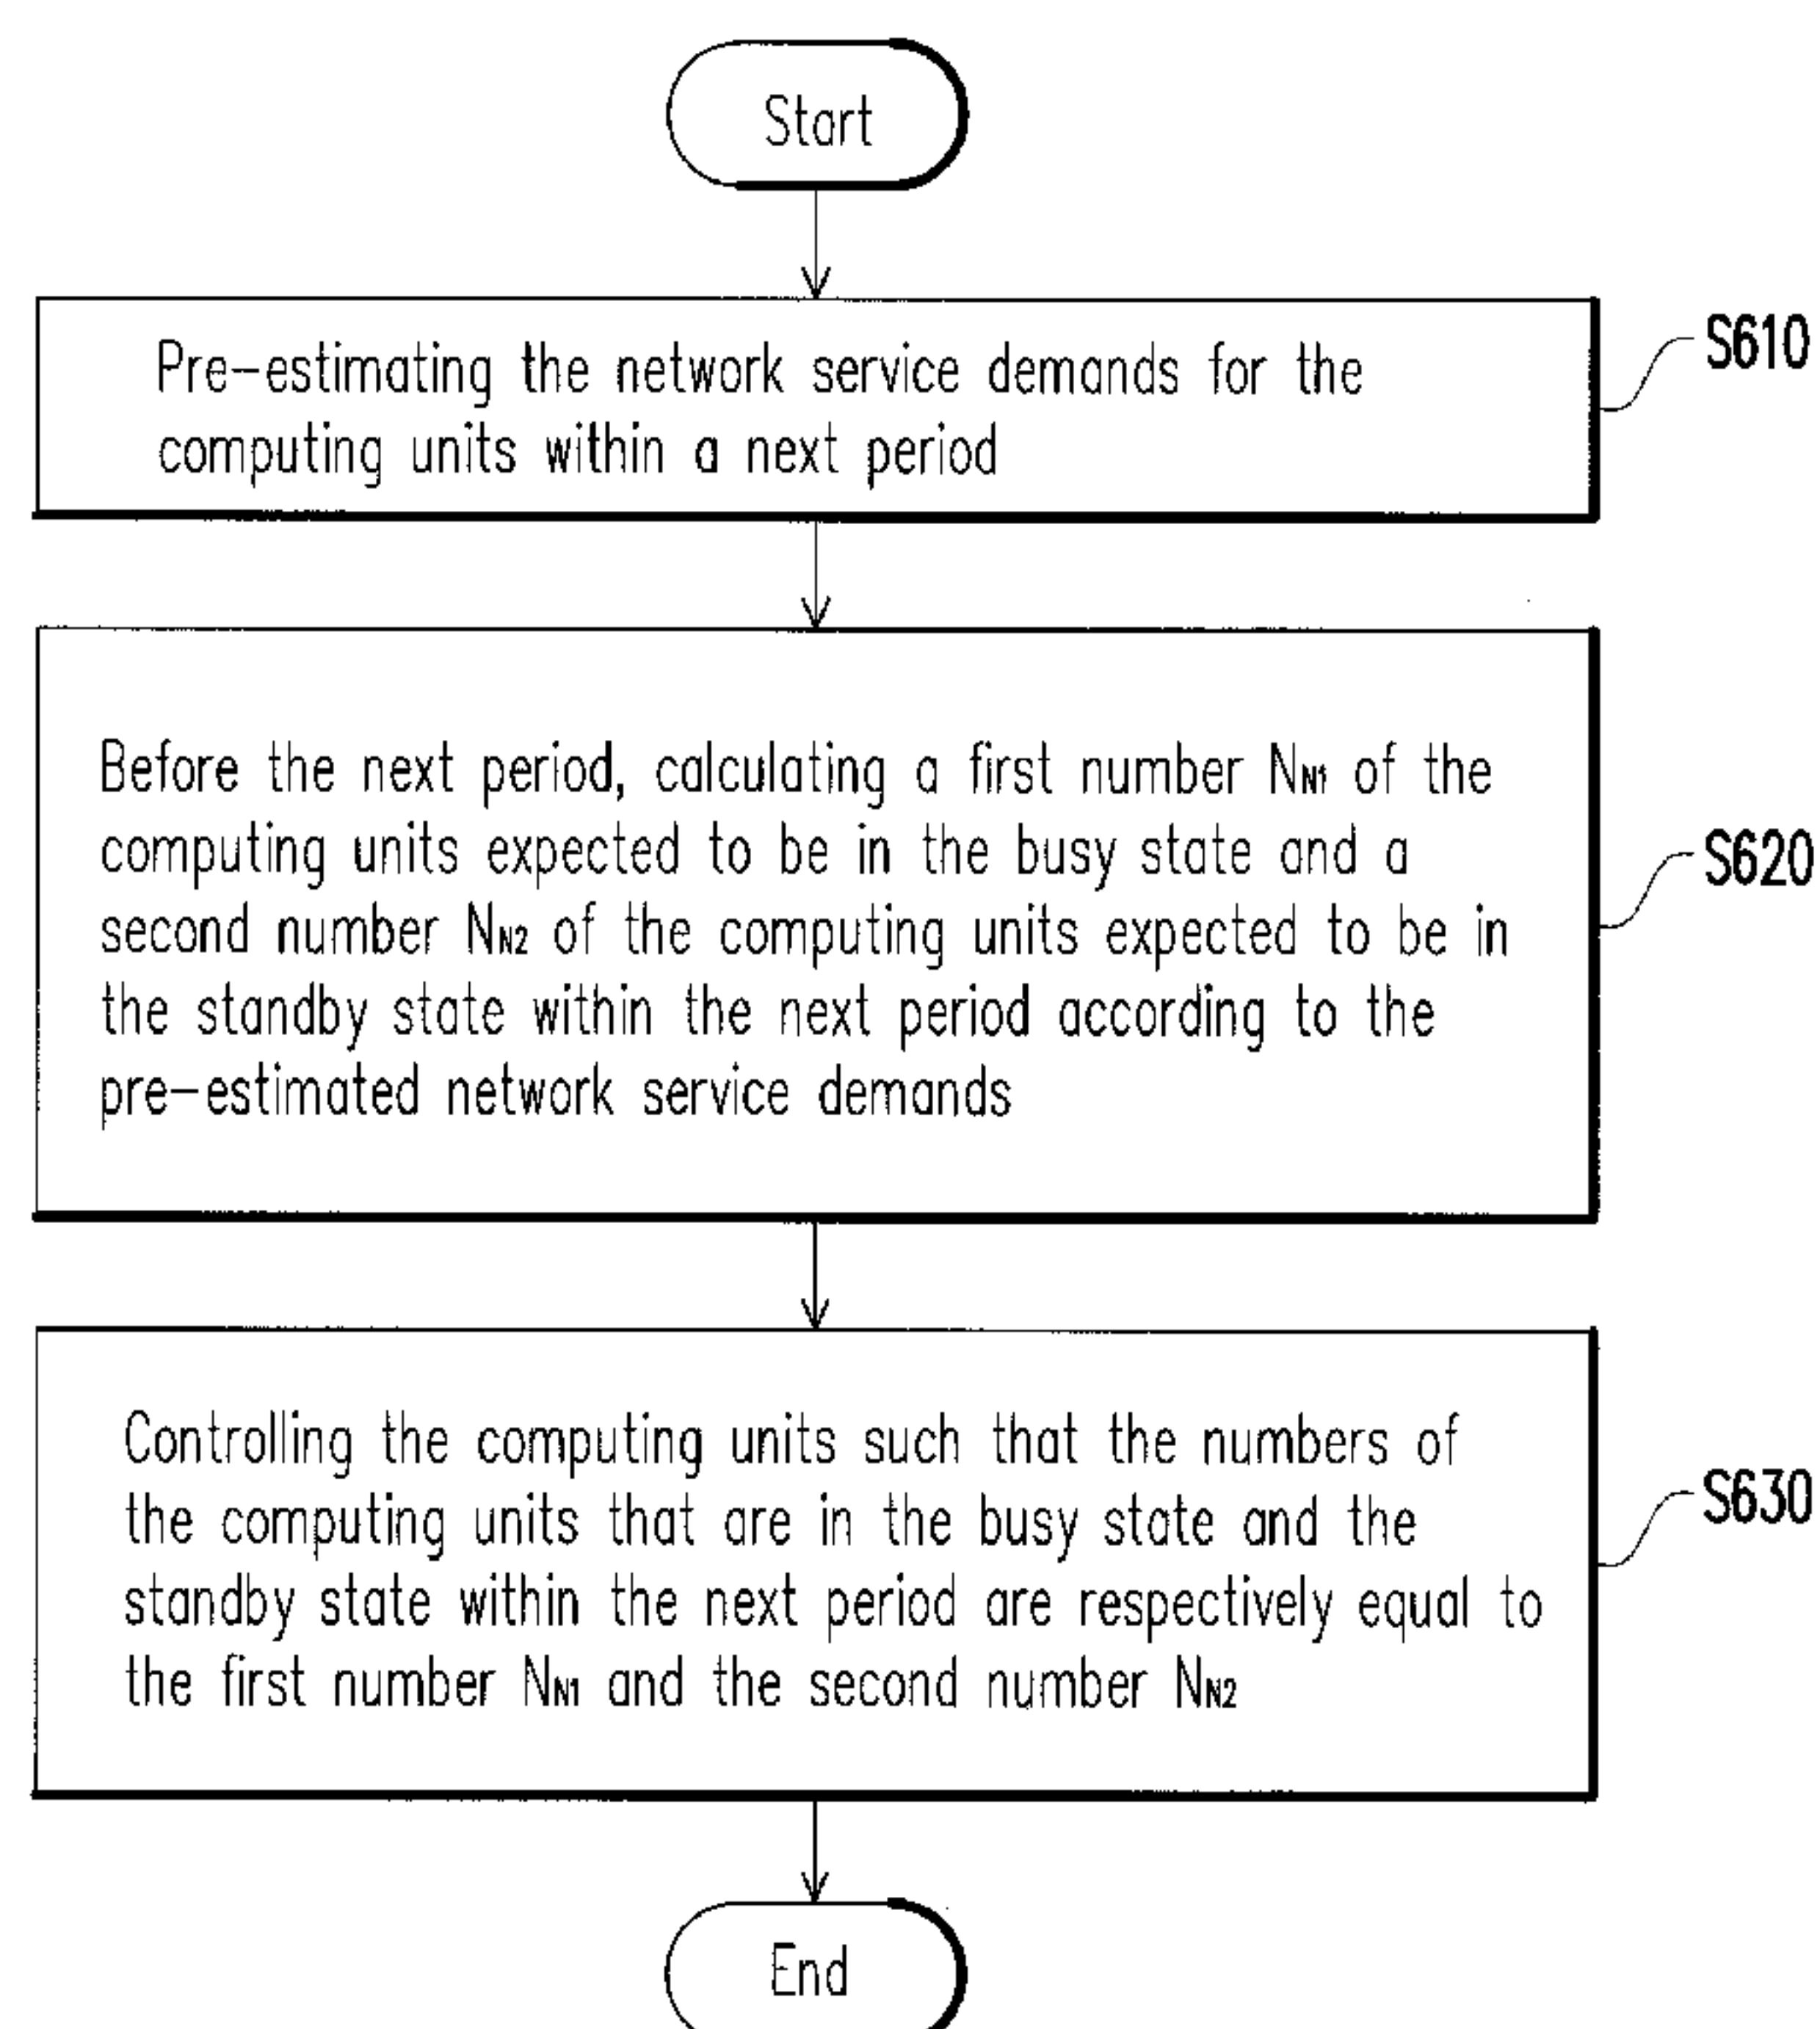 Start
Pre-estimating the network service demands for the
computing units within a next period
S610
Before the next period, calculating a first number NN1 of the
computing units expected to be in the busy state and a
second number NN2 of the computing units expected to be in
the standby state within the next period according to the
pre-estimated network service demands
S620
Controlling the computing units such that the numbers of
the computing units that are in the busy state and the
standby state within the next period are respectively equal to
the first number NN1 and the second number NN2
S630
End